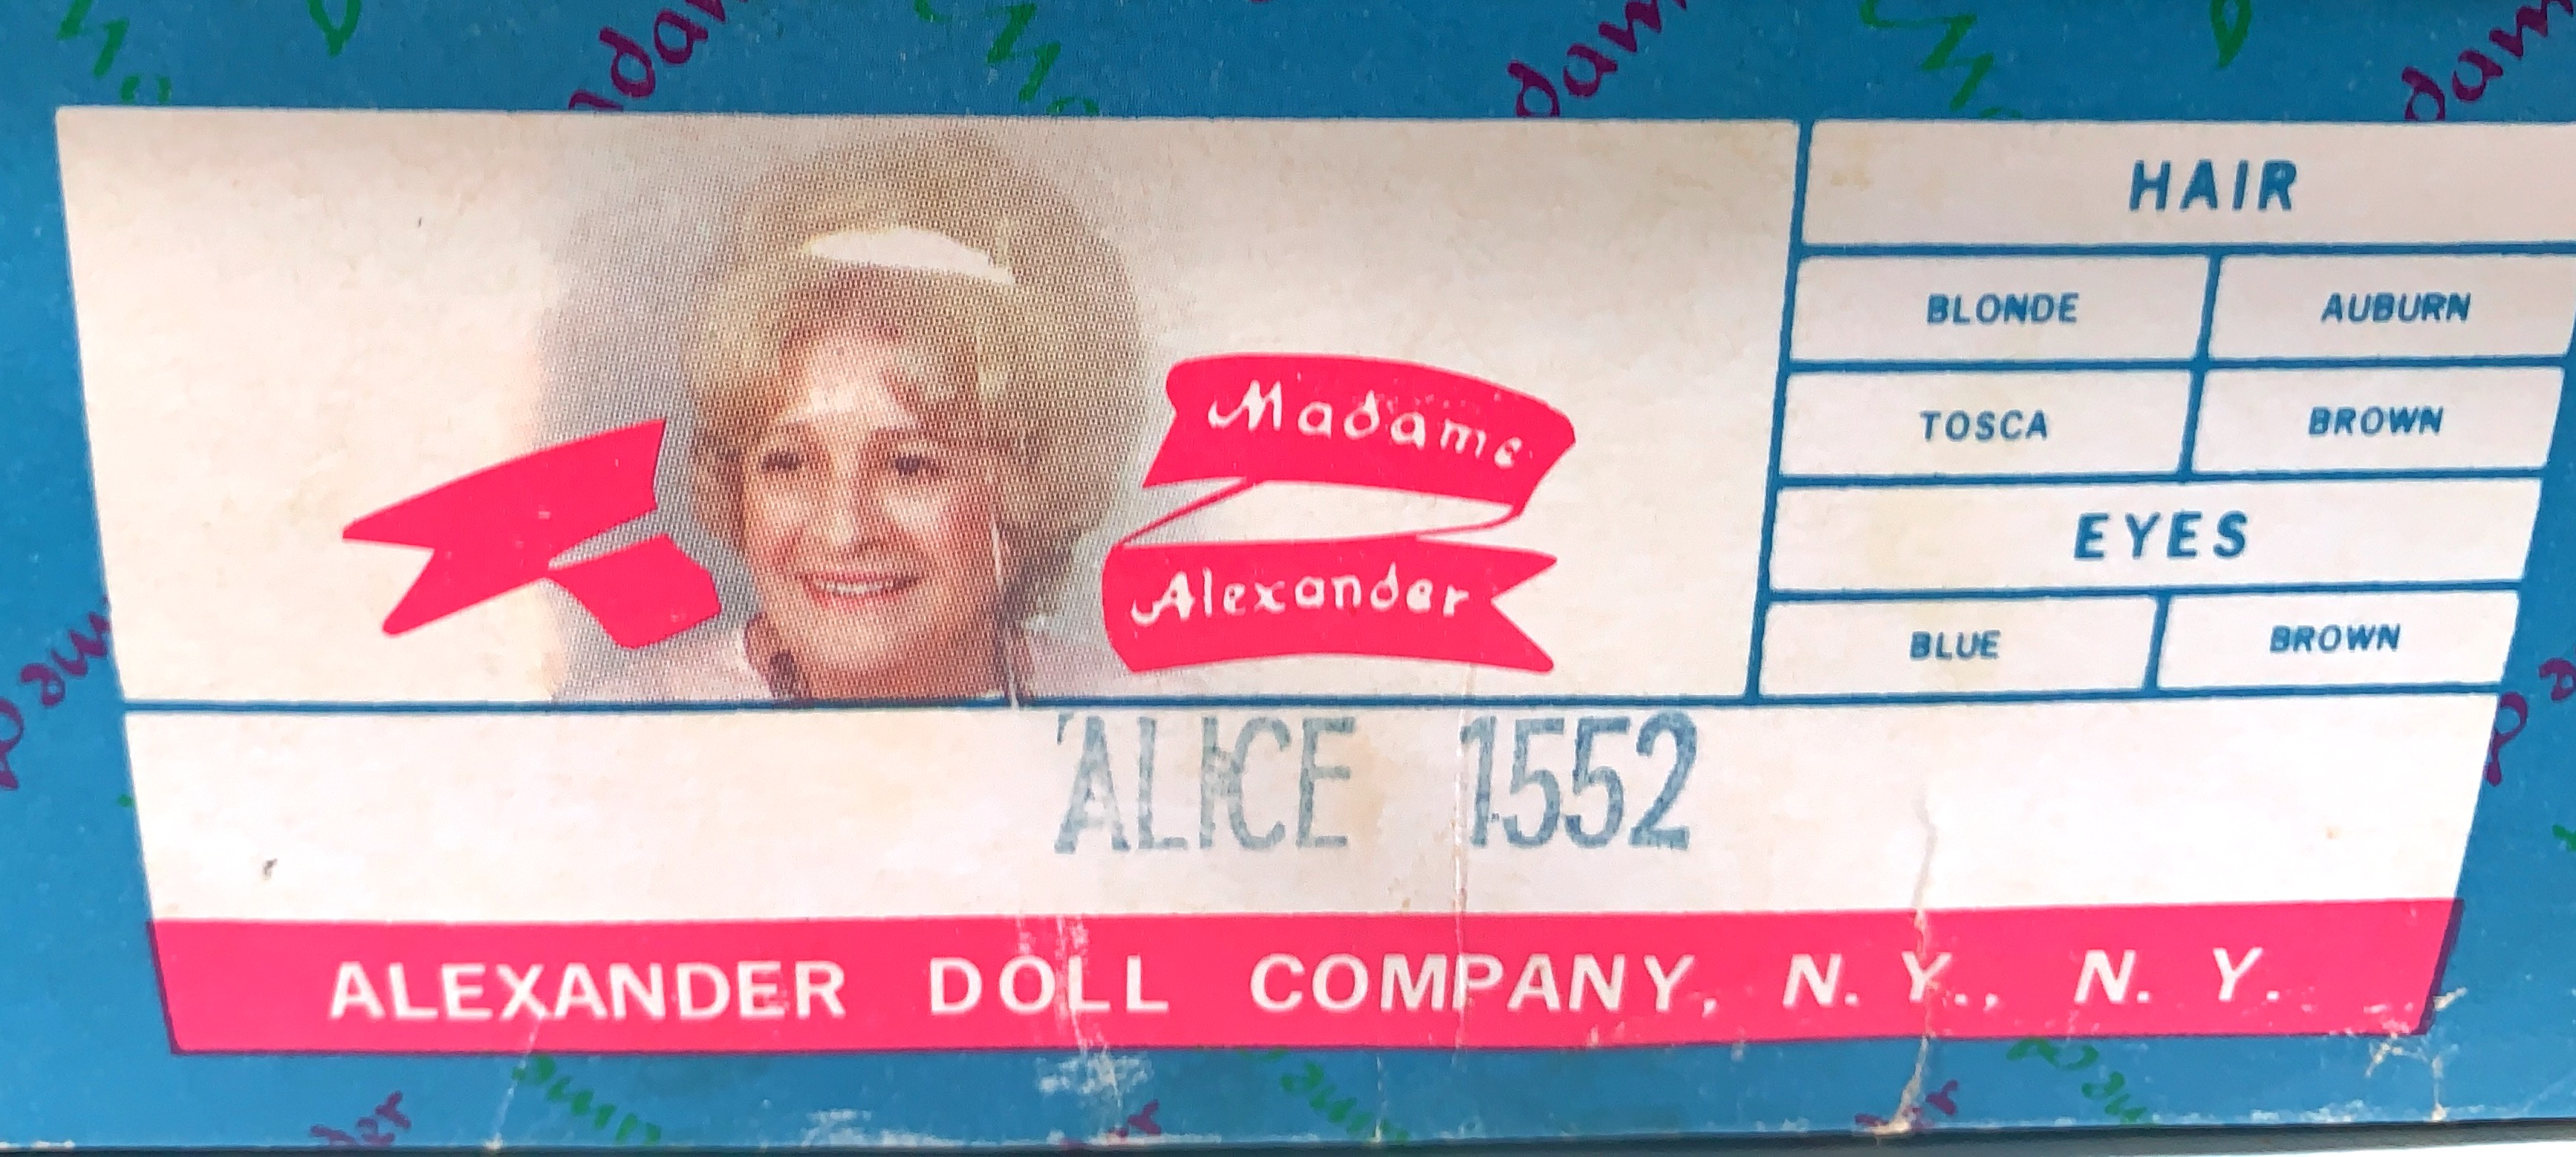 Madame
Alexander
HAIR
BLONDE AUBURN
TOSCA BROWN
EYES
BLUE BROWN
ALICE 1552
ALEXANDER DOLL COMPANY, N. Y., N. Y.